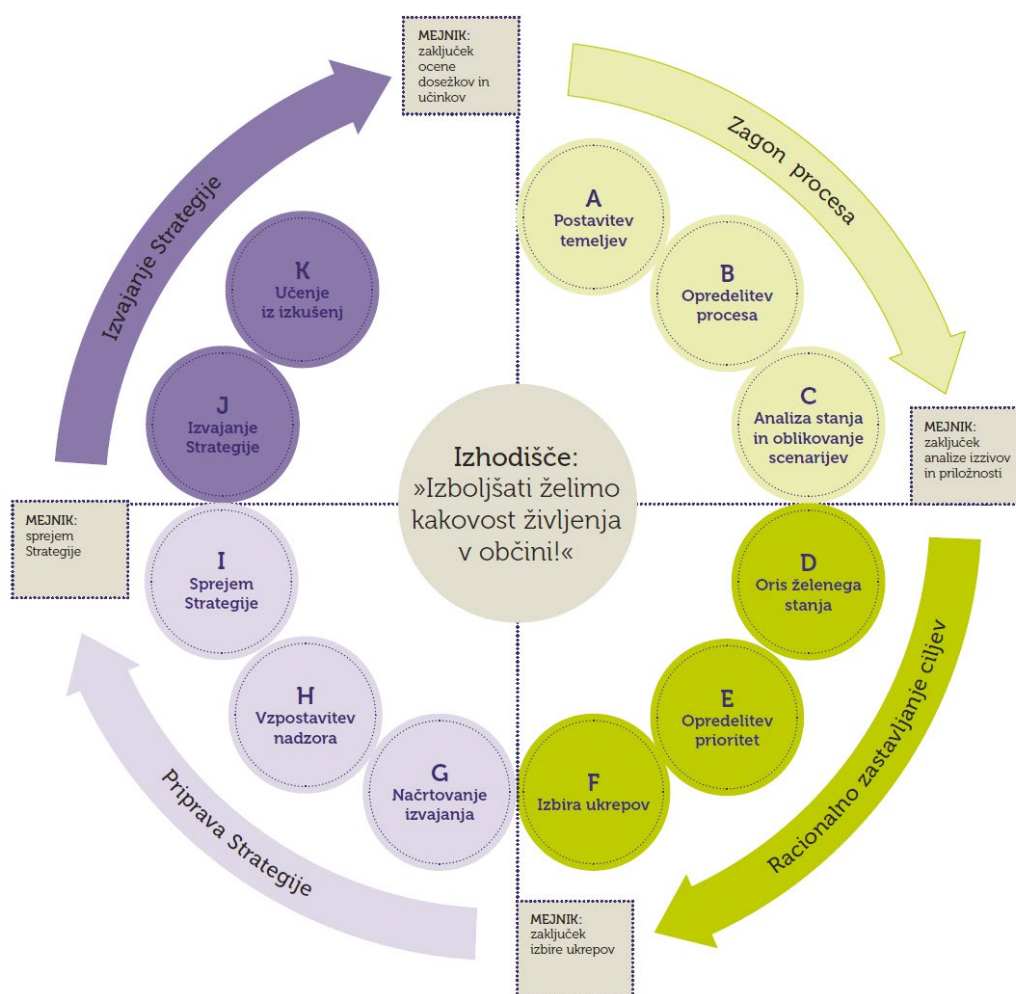 MEJNIK:
zaključek
ocene
dosežkov in
učinkov
Zagon procesa
A
Postavitev
temeljev
B
Opredelitev
procesa
C
Analiza stanja
in oblikovanje
scenarijev
MEJNIK:
zaključek
analize izzivov
in priložnosti
Izhodišče:
»Izboljšati želimo
kakovost življenja
v občini!«
D
Oris želenega
stanja
E
Opredelitev
prioritet
F
Izbira ukrepov
Racionalno zastavljanje ciljev
MEJNIK:
zaključek
izbire ukrepov
G
Načrtovanje
izvajanja
H
Vzpostavitev
nadzora
I
Sprejem
Strategije
Priprava Strategije
MEJNIK:
sprejem
Strategije
J
Izvajanje
Strategije
K
Učenje
iz izkušenj
Izvajanje Strategije